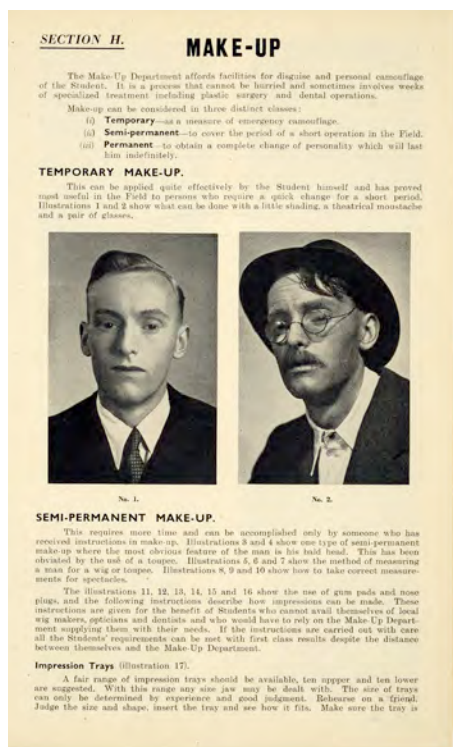 SECTION H.
MAKE-UP
The Make-Up Department affords facilities for disguise and personal camouflage
of the Student. It is a process that cannot be hurried and sometimes involves weeks
of specialized treatment including plastic surgery and dental operations.
Make-up can be considered in three distinct classes:
(i) Temporary—as a measure of emergency camouflage.
(ii) Semi-permanent—to cover the period of a short operation in the Field.
(iii) Permanent—to obtain a complete change of personality which will last
him indefinitely.
TEMPORARY MAKE-UP.
This can be applied quite effectively by the Student himself and has proved
most useful in the Field to persons who require a quick change for a short period.
Illustrations 1 and 2 show what can be done with a little shading, a theatrical moustache
and a pair of glasses.
No. 1.
No. 2.
SEMI-PERMANENT MAKE-UP.
This requires more time and can be accomplished only by someone who has
received instructions in make-up. Illustrations 3 and 4 show one type of semi-permanent
make-up where the most obvious feature of the man is his bald head. This has been
obviated by the use of a toupee. Illustrations 5, 6 and 7 show the method of measuring
a man for a wig or toupee. Illustrations 8, 9 and 10 show how to take correct measure-
ments for spectacles.
The illustrations 11, 12, 13, 14, 15 and 16 show the use of gum pads and nose
plugs, and the following instructions describe how impressions can be made. These
instructions are given for the benefit of Students who cannot avail themselves of local
wig makers, opticians and dentists and who would have to rely on the Make-Up Depart-
ment supplying them with their needs. If the instructions are carried out with care
all the Students' requirements can be met with first class results despite the distance
between themselves and the Make-Up Department.
Impression Trays (illustration 17).
A fair range of impression trays should be available, ten uppper and ten lower
are suggested. With this range any size jaw may be dealt with. The size of trays
can only be determined by experience and good judgment. Rehearse on a friend.
Judge the size and shape, insert the tray and see how it fits. Make sure the tray is